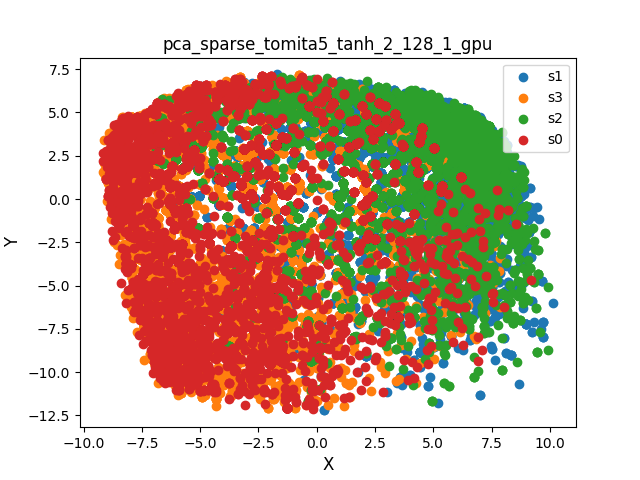 pca_sparse_tomita5_tanh_2_128_1_gpu
s1
s3
s2
s0
7.5
5.0
2.5
0.0
−2.5
−5.0
−7.5
−10.0
−12.5
Y
−10.0 −7.5 −5.0 −2.5 0.0 2.5 5.0 7.5 10.0
X